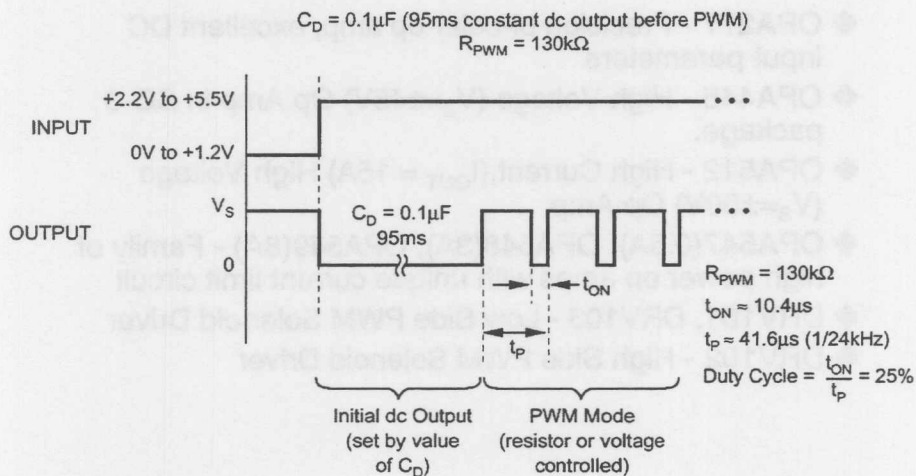 C_D = 0.1μF (95ms constant dc output before PWM)
R_PWM = 130kΩ
+2.2V to +5.5V
INPUT
0V to +1.2V
V_S
OUTPUT
0
C_D = 0.1μF
95ms
t_ON
t_P
R_PWM = 130kΩ
t_ON ≈ 10.4μs
t_P ≈ 41.6μs (1/24kHz)
Duty Cycle = t_ON / t_P = 25%
Initial dc Output
(set by value
of C_D)
PWM Mode
(resistor or voltage
controlled)